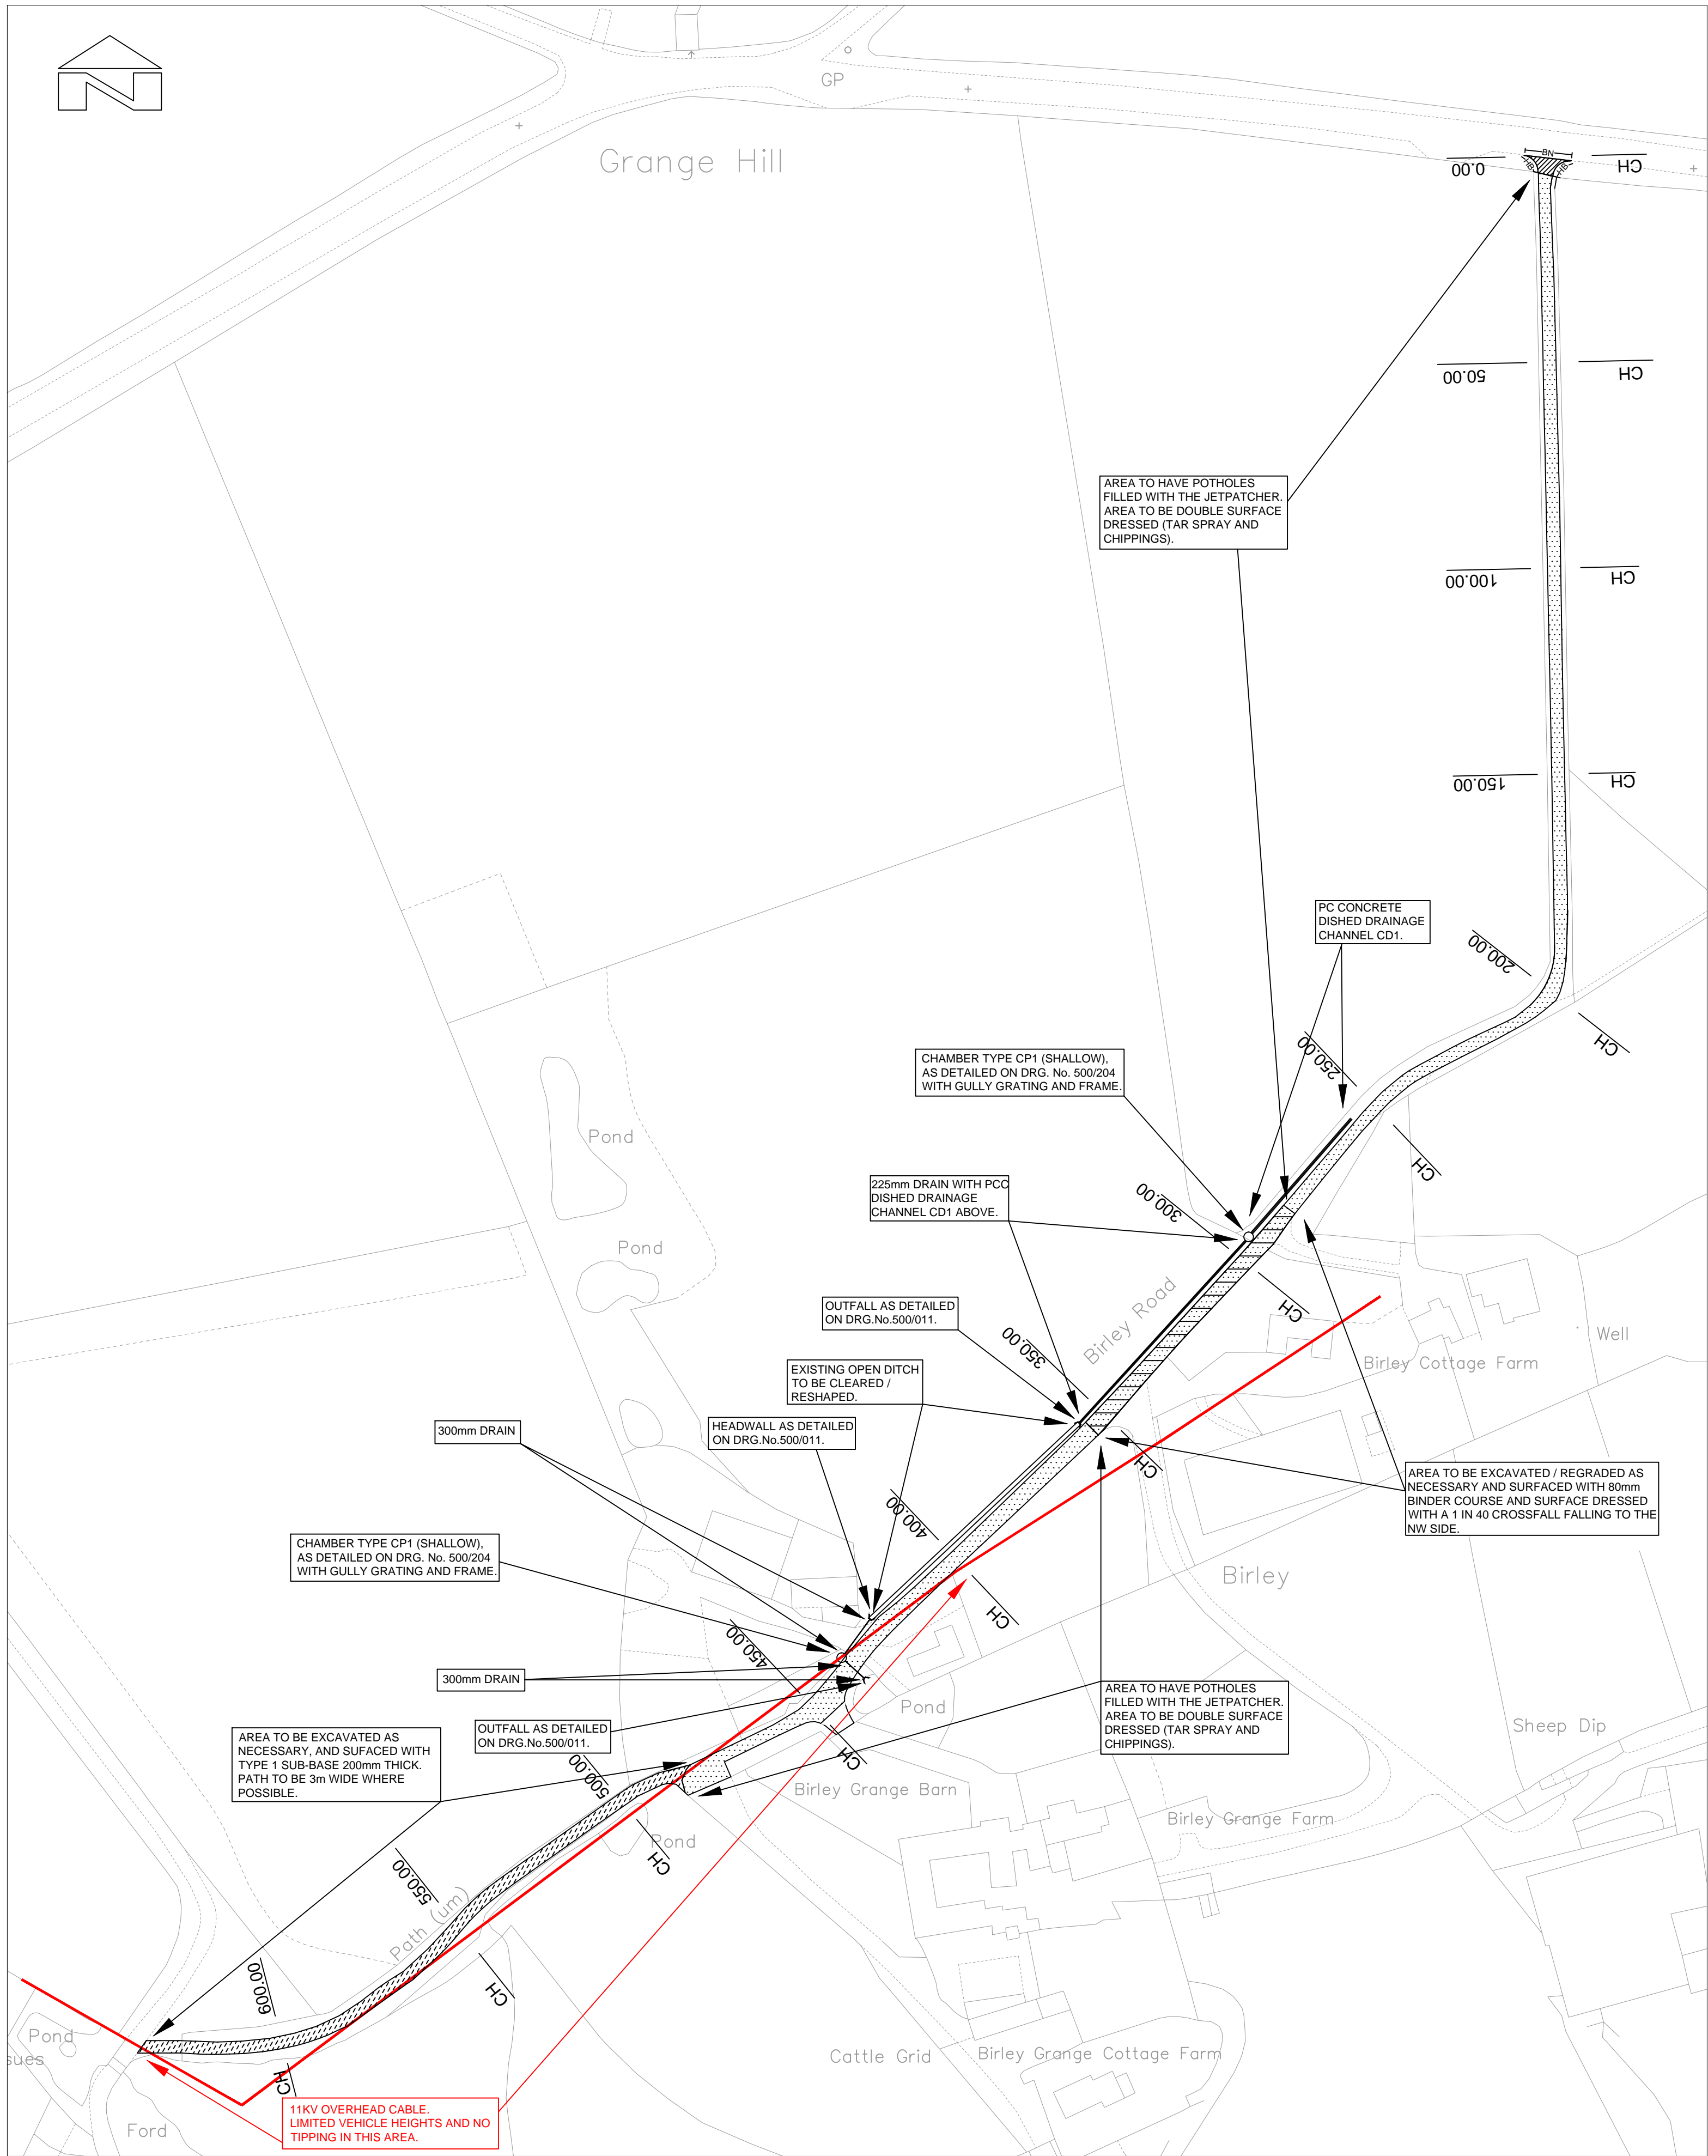 GP
Grange Hill
BN
HB
HB
0.00
CH
50.00
CH
AREA TO HAVE POTHOLES
FILLED WITH THE JETPATCHER.
AREA TO BE DOUBLE SURFACE
DRESSED (TAR SPRAY AND
CHIPPINGS).
100.00
CH
150.00
CH
PC CONCRETE
DISHED DRAINAGE
CHANNEL CD1.
200.00
CH
CHAMBER TYPE CP1 (SHALLOW),
AS DETAILED ON DRG. No. 500/204
WITH GULLY GRATING AND FRAME.
250.00
CH
Pond
225mm DRAIN WITH PCC
DISHED DRAINAGE
CHANNEL CD1 ABOVE.
300.00
CH
Pond
OUTFALL AS DETAILED
ON DRG.No.500/011.
Birley Road
350.00
CH
Well
Birley Cottage Farm
EXISTING OPEN DITCH
TO BE CLEARED /
RESHAPED.
HEADWALL AS DETAILED
ON DRG.No.500/011.
300mm DRAIN
AREA TO BE EXCAVATED / REGRADED AS
NECESSARY AND SURFACED WITH 80mm
BINDER COURSE AND SURFACE DRESSED
WITH A 1 IN 40 CROSSFALL FALLING TO THE
NW SIDE.
400.00
CH
CHAMBER TYPE CP1 (SHALLOW),
AS DETAILED ON DRG. No. 500/204
WITH GULLY GRATING AND FRAME.
Birley
450.00
CH
300mm DRAIN
Pond
AREA TO HAVE POTHOLES
FILLED WITH THE JETPATCHER.
AREA TO BE DOUBLE SURFACE
DRESSED (TAR SPRAY AND
CHIPPINGS).
Sheep Dip
OUTFALL AS DETAILED
ON DRG.No.500/011.
AREA TO BE EXCAVATED AS
NECESSARY, AND SUFACED WITH
TYPE 1 SUB-BASE 200mm THICK.
PATH TO BE 3m WIDE WHERE
POSSIBLE.
500.00
CH
Birley Grange Barn
Birley Grange Farm
Pond
550.00
CH
Path (um)
600.00
CH
Pond
sues
Cattle Grid
Birley Grange Cottage Farm
11KV OVERHEAD CABLE.
LIMITED VEHICLE HEIGHTS AND NO
TIPPING IN THIS AREA.
Ford